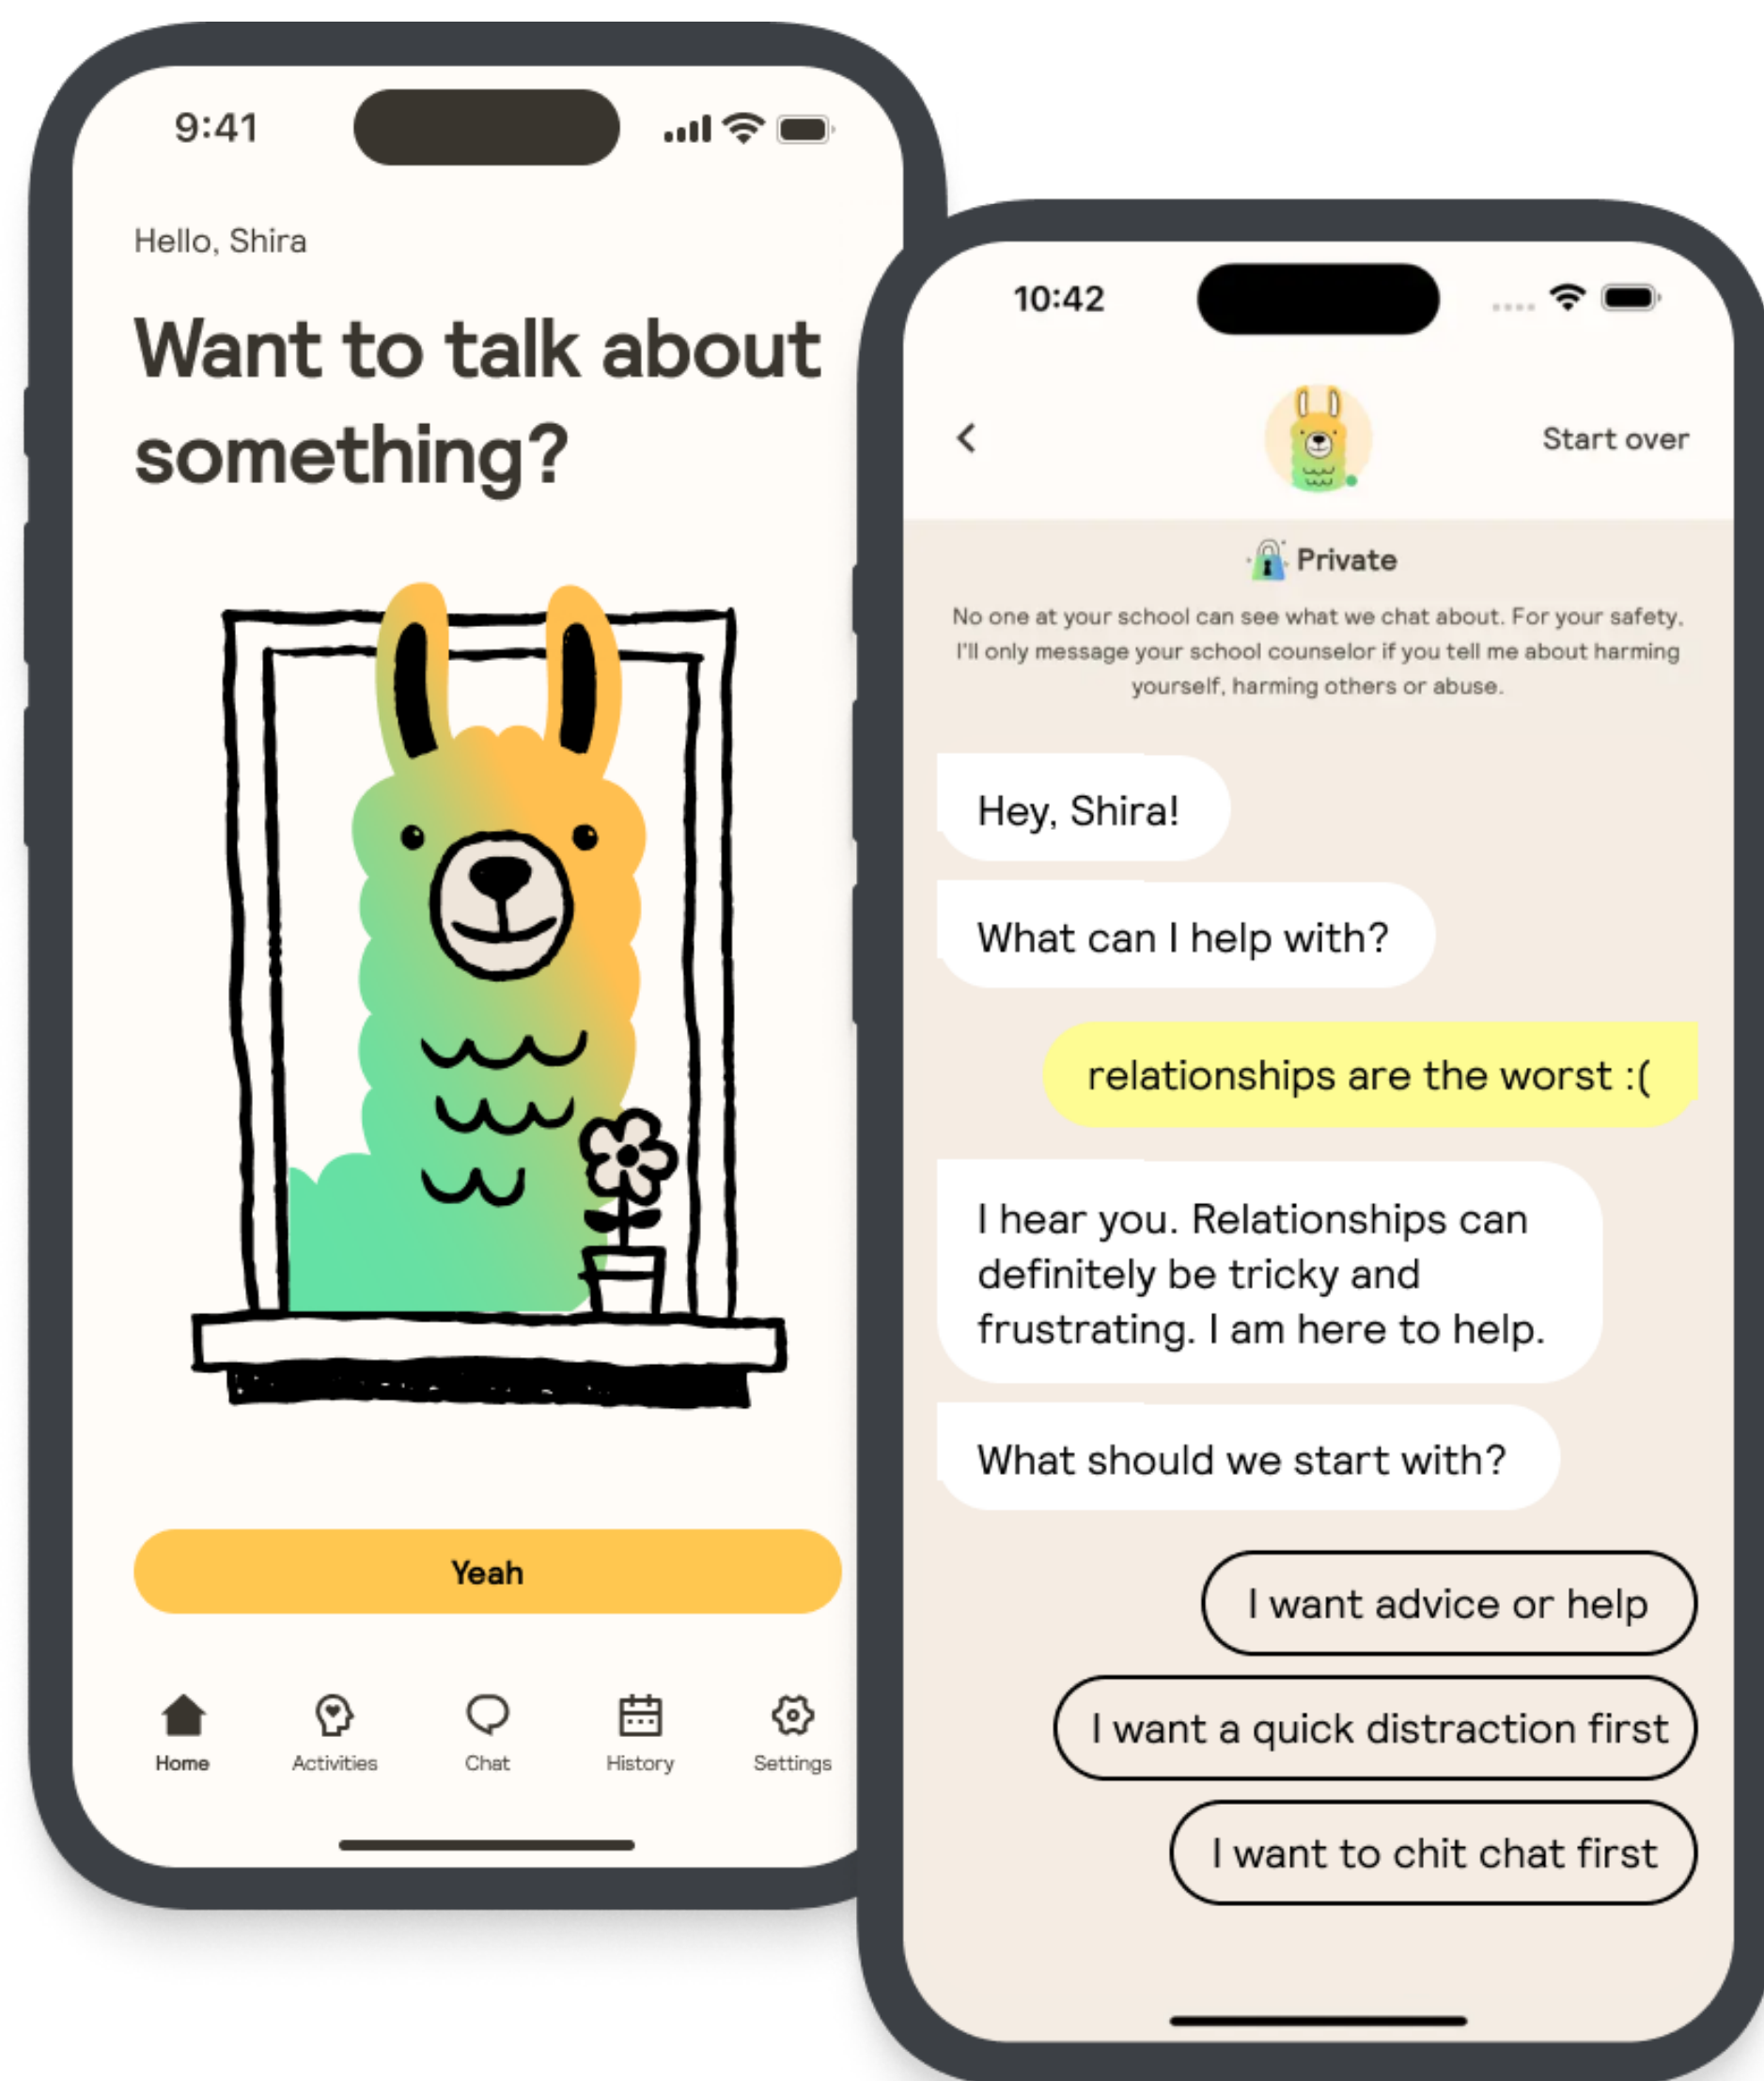 9:41
Hello, Shira
Want to talk about
something?
Yeah
Home
Activities
Chat
History
Settings
10:42
Start over
Private
No one at your school can see what we chat about. For your safety,
I'll only message your school counselor if you tell me about harming
yourself, harming others or abuse.
Hey, Shira!
What can I help with?
relationships are the worst :(
I hear you. Relationships can
definitely be tricky and
frustrating. I am here to help.
What should we start with?
I want advice or help
I want a quick distraction first
I want to chit chat first